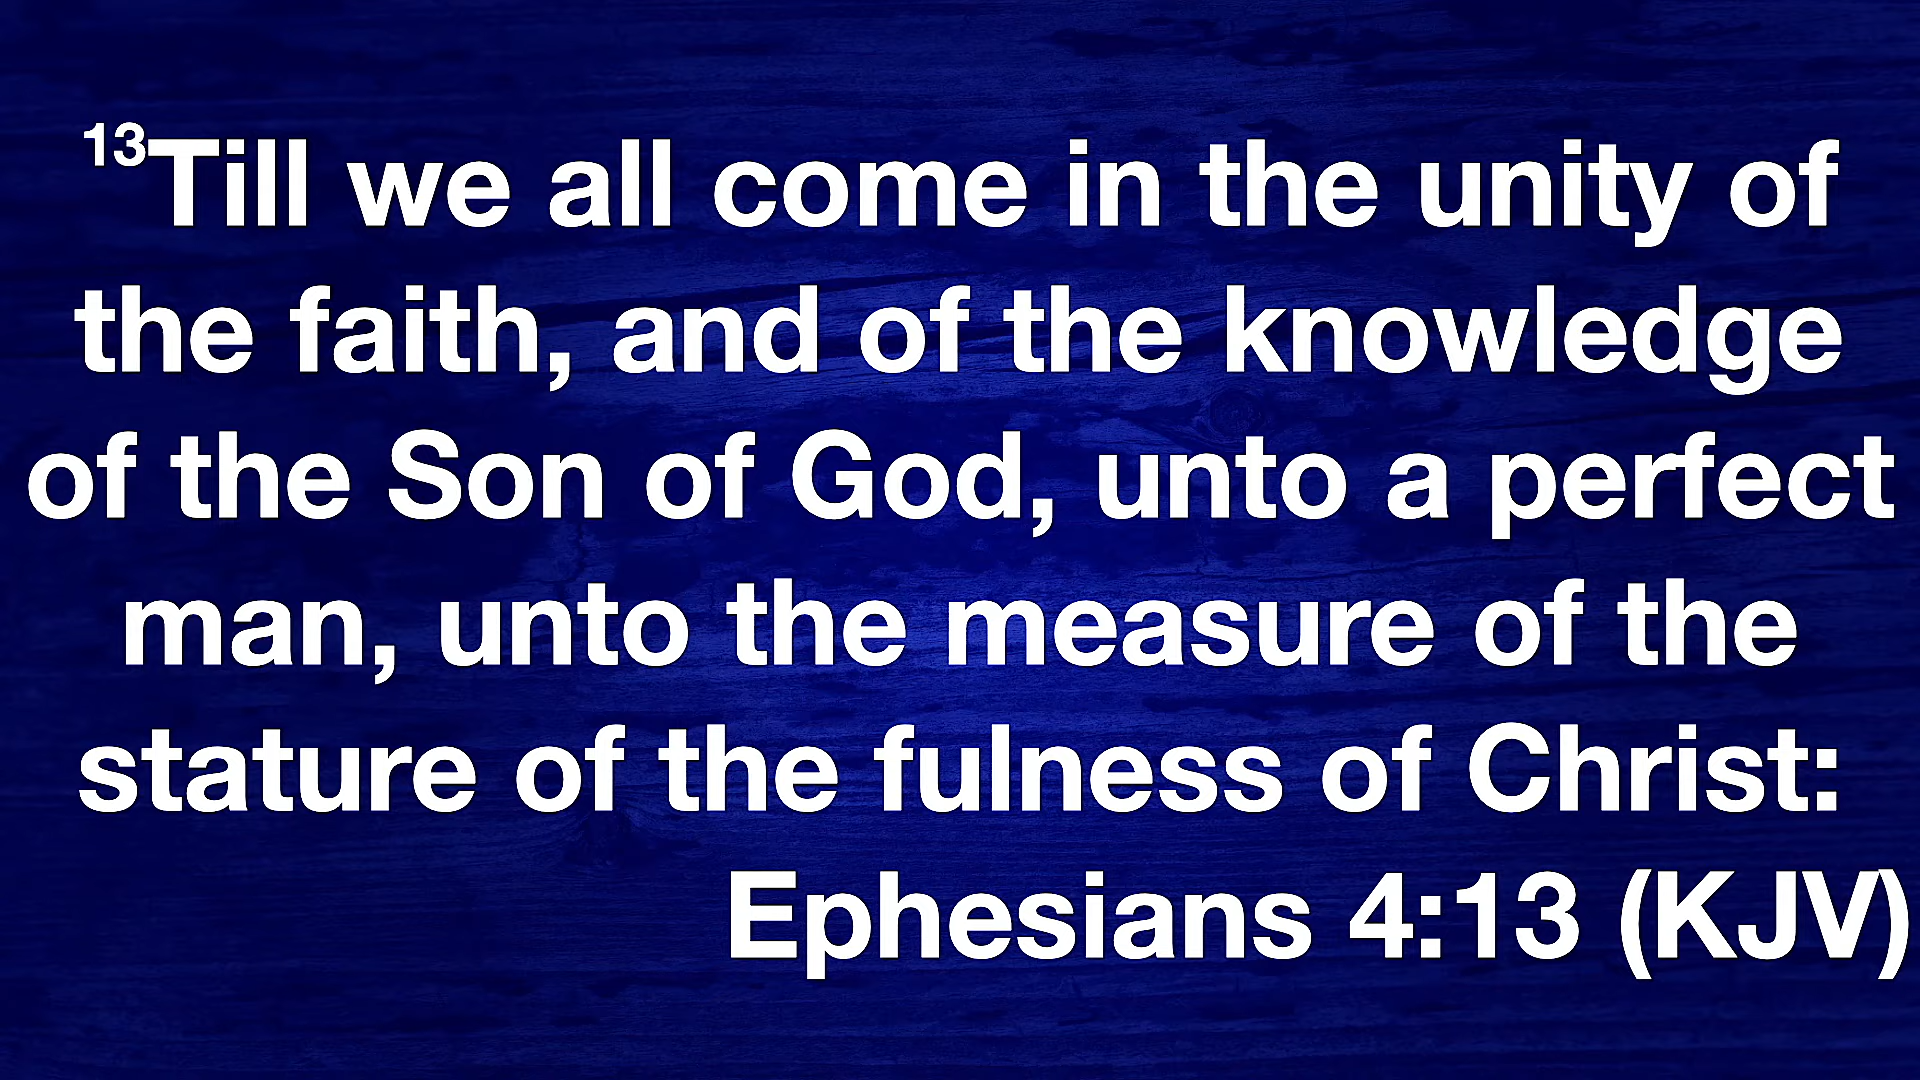 13Till we all come in the unity of
the faith, and of the knowledge
of the Son of God, unto a perfect
man, unto the measure of the
stature of the fulness of Christ:
Ephesians 4:13 (KJV)